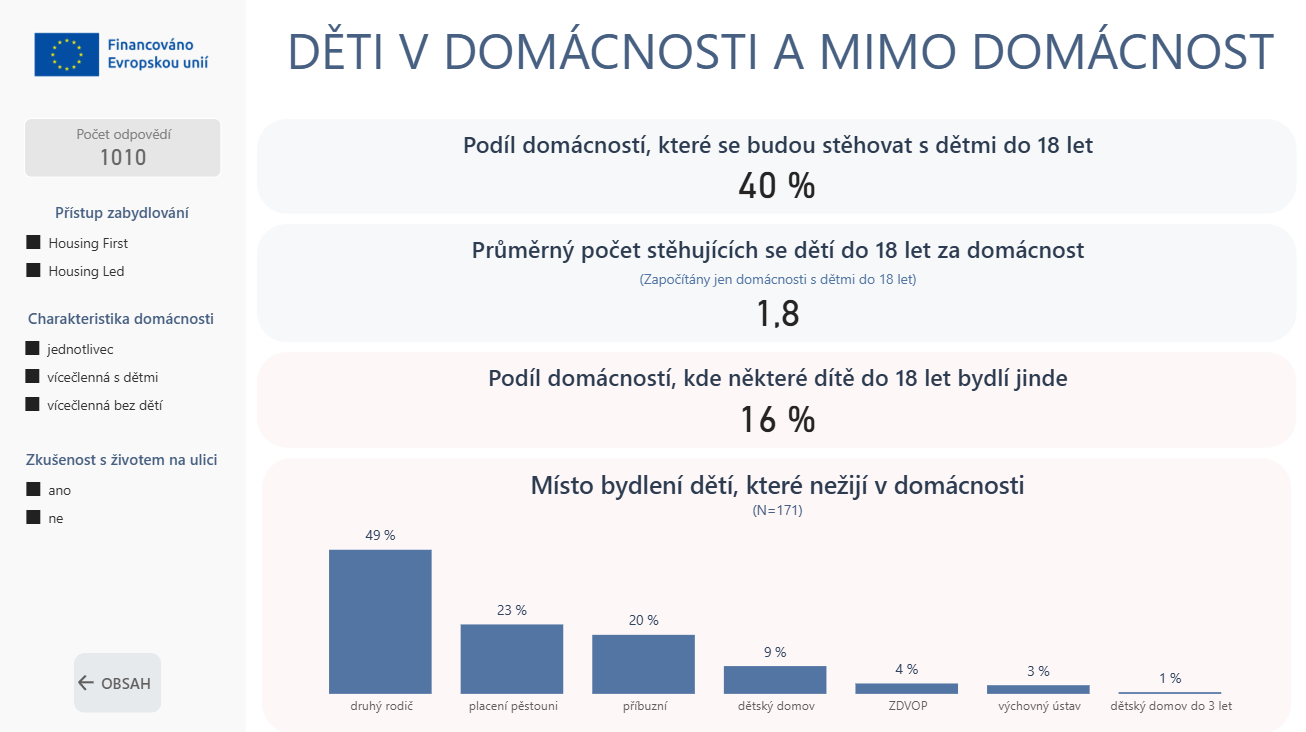 Financováno
Evropskou unií
DĚTI V DOMÁCNOSTI A MIMO DOMÁCNOST
Počet odpovědí
1010
Přístup zabydlování
Housing First
Housing Led
Charakteristika domácnosti
jednotlivec
vícečlenná s dětmi
vícečlenná bez dětí
Zkušenost s životem na ulici
ano
ne
OBSAH
Podíl domácností, které se budou stěhovat s dětmi do 18 let
40 %
Průměrný počet stěhujících se dětí do 18 let za domácnost
(Započítány jen domácnosti s dětmi do 18 let)
1,8
Podíl domácností, kde některé dítě do 18 let bydlí jinde
16 %
Místo bydlení dětí, které nežijí v domácnosti
(N=171)
49 %
23 %
20 %
9 %
4 %
3 %
1 %
druhý rodič
placení pěstouni
příbuzní
dětský domov
ZDVOP
výchovný ústav
dětský domov do 3 let